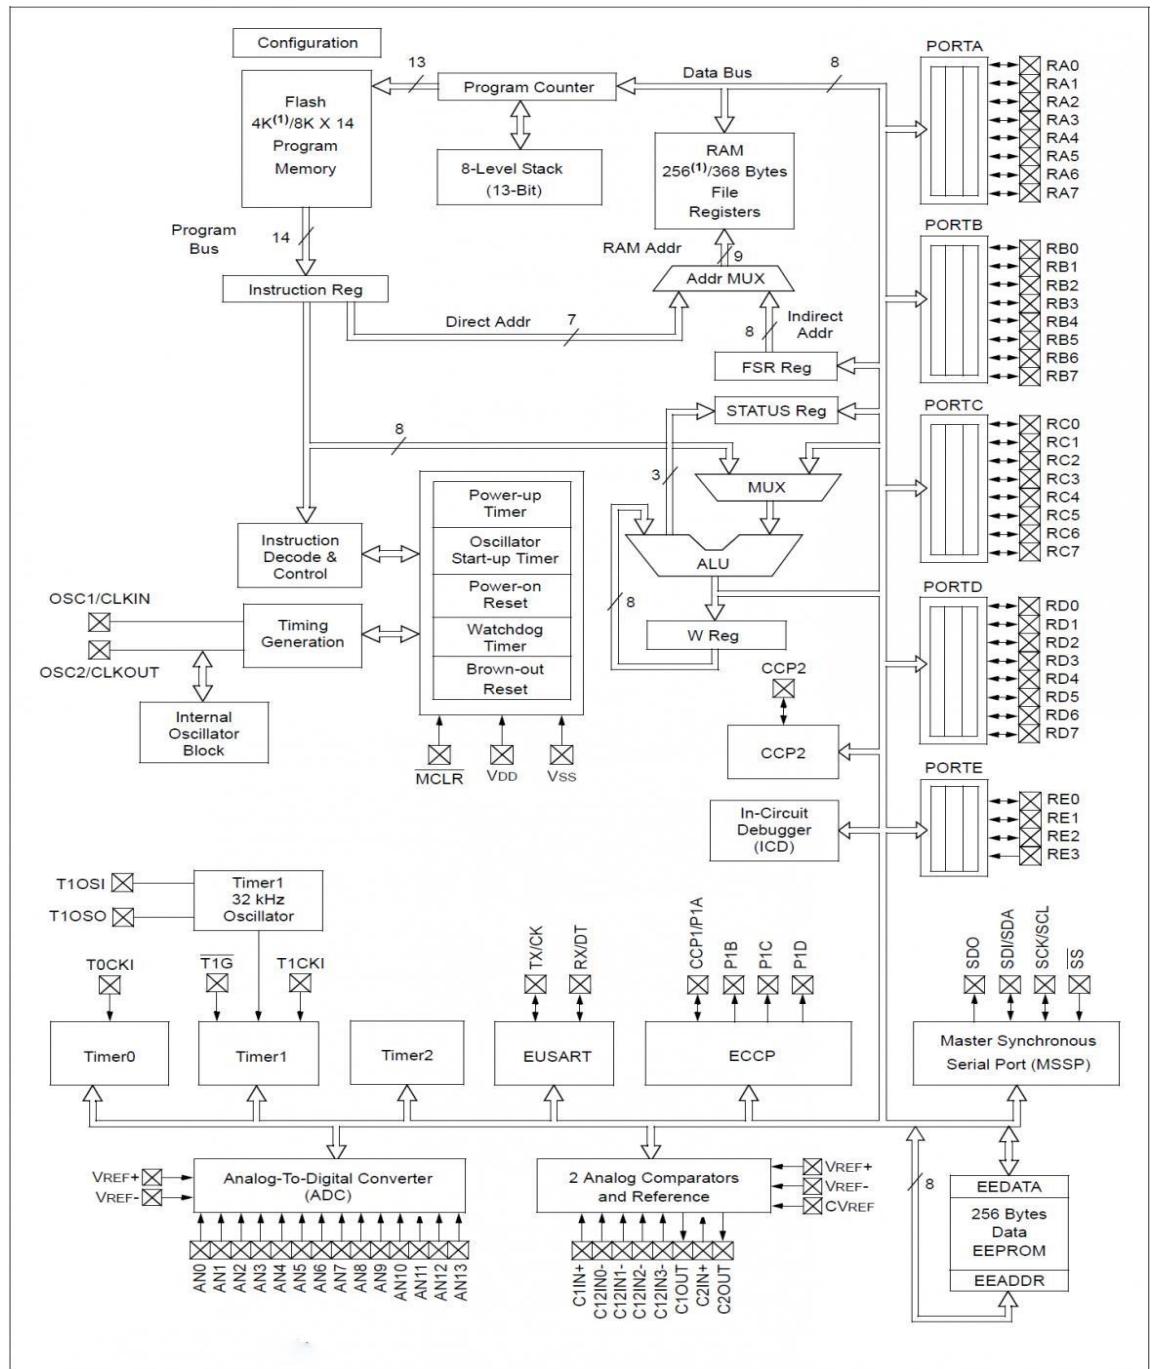 Configuration
Flash
4K(1)/8K X 14
Program
Memory
13
Program Counter
Data Bus
8
8-Level Stack
(13-Bit)
RAM
256(1)/368 Bytes
File
Registers
Program
Bus
14
RAM Addr
9
Addr MUX
Instruction Reg
Direct Addr
7
8
Indirect
Addr
FSR Reg
STATUS Reg
8
3
MUX
ALU
8
W Reg
Power-up
Timer
Oscillator
Start-up Timer
Power-on
Reset
Watchdog
Timer
Brown-out
Reset
Instruction
Decode &
Control
OSC1/CLKIN
OSC2/CLKOUT
Timing
Generation
Internal
Oscillator
Block
MCLR
VDD
VSS
CCP2
CCP2
In-Circuit
Debugger
(ICD)
PORTA
RA0
RA1
RA2
RA3
RA4
RA5
RA6
RA7
PORTB
RB0
RB1
RB2
RB3
RB4
RB5
RB6
RB7
PORTC
RC0
RC1
RC2
RC3
RC4
RC5
RC6
RC7
PORTD
RD0
RD1
RD2
RD3
RD4
RD5
RD6
RD7
PORTE
RE0
RE1
RE2
RE3
T1OSI
T1OSO
Timer1
32 kHz
Oscillator
T0CKI
T1G
T1CKI
TX/CK
RX/DT
CCP1/P1A
P1B
P1C
P1D
SDO
SDI/SDA
SCK/SCL
SS
Timer0
Timer1
Timer2
EUSART
ECCP
Master Synchronous
Serial Port (MSSP)
VREF+
VREF-
Analog-To-Digital Converter
(ADC)
AN0
AN1
AN2
AN3
AN4
AN5
AN6
AN7
AN8
AN9
AN10
AN11
AN12
AN13
2 Analog Comparators
and Reference
VREF+
VREF-
CVREF
C1IN+
C12IN0-
C12IN1-
C12IN2-
C12IN3-
C1OUT
C2IN+
C2OUT
8
EEDATA
256 Bytes
Data
EEPROM
EEADDR